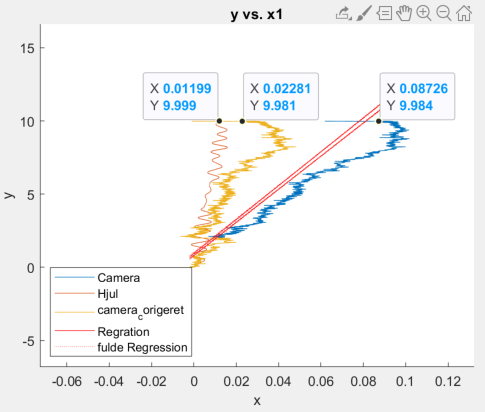 y vs. x1
X 0.01199
Y 9.999
X 0.02281
Y 9.981
X 0.08726
Y 9.984
15
10
5
0
-5
y
Camera
Hjul
camera_corigeret
Regration
fulde Regression
-0.06 -0.04 -0.02 0 0.02 0.04 0.06 0.08 0.1 0.12
x